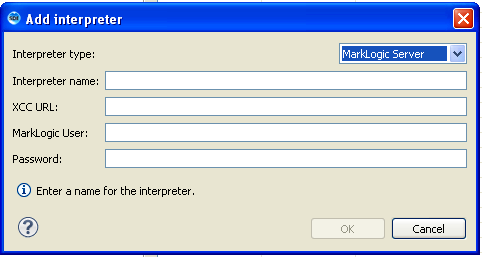 Add interpreter
Interpreter type: MarkLogic Server
Interpreter name:
XCC URL:
MarkLogic User:
Password:
Enter a name for the interpreter.
OK Cancel